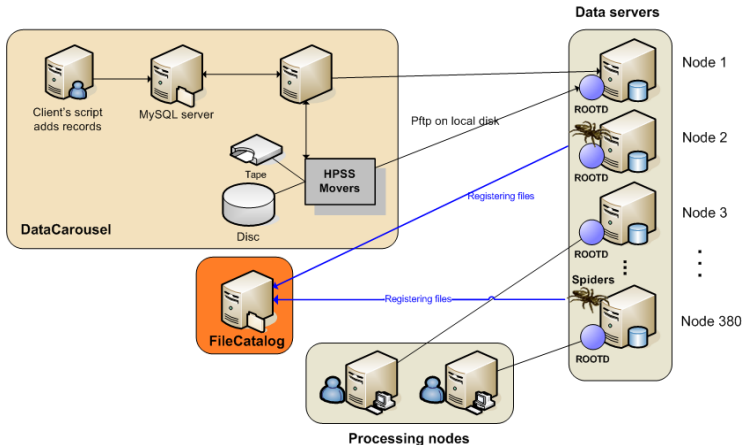 Data servers
Client's script
adds records
MySQL server
Tape
Disc
HPSS
Movers
DataCarousel
Pftp on local disk
ROOTD
Node 1
ROOTD
Node 2
Registering files
ROOTD
Node 3
Spiders
Registering files
ROOTD
Node 380
FileCatalog
Processing nodes